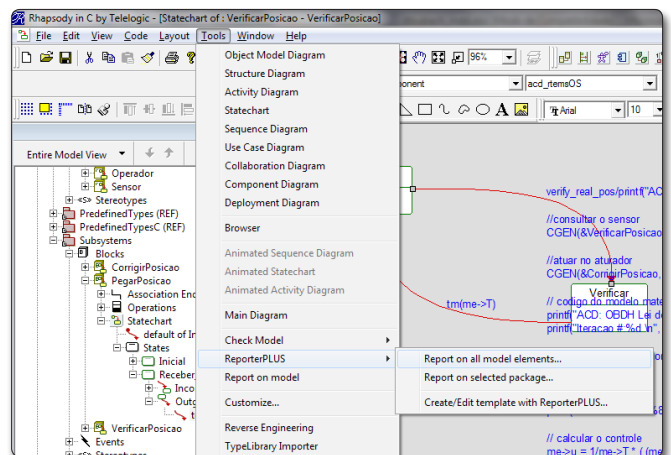 Rhapsody in C by Telelogic - [Statechart of : VerificarPosicao - VerificarPosicao]
File Edit View Code Layout Tools Window Help
96%
acd_rtemsOS
A
Arial
10
Entire Model View
Object Model Diagram
Structure Diagram
Activity Diagram
Statechart
Sequence Diagram
Use Case Diagram
Collaboration Diagram
Component Diagram
Deployment Diagram
Browser
Animated Sequence Diagram
Animated Statechart
Animated Activity Diagram
Main Diagram
Check Model
ReporterPLUS
Report on model
Customize...
Reverse Engineering
TypeLibrary Importer
Report on all model elements...
Report on selected package...
Create/Edit template with ReporterPLUS...
Operador
Sensor
<S> Stereotypes
PredefinedTypes (REF)
PredefinedTypesC (REF)
Subsystems
Blocks
CorrigirPosicao
PegarPosicao
Association End
Operations
Statechart
default of In
States
Inicial
Receber
Inco
Outg
t
VerificarPosicao
Events
verify_real_pos/printf("AC
//consultar o sensor
CGEN(&VerificarPosicao
//atuar no atuador
CGEN(&CorrigirPosicao,
Verificar
tm(me->T)
// codigo do modelo mate
printf("ACD: OBDH Lei de
printf("Iteracao # %d \n",
// calcular o controle
me->u = 1/me->T * ( (me